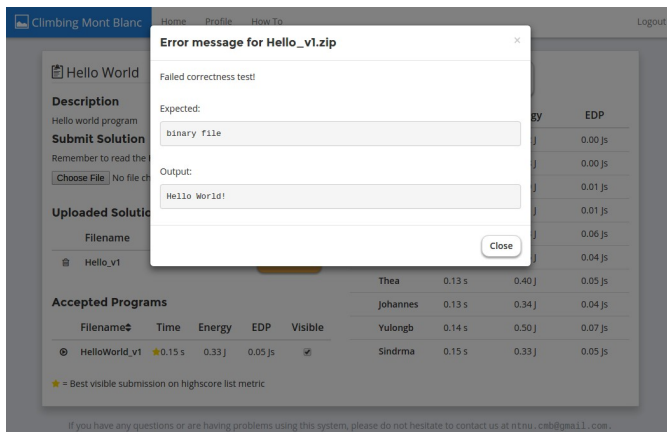 Climbing Mont Blanc
Home Profile How To
Logout
Error message for Hello_v1.zip
×
Failed correctness test!
Expected:
binary file
Output:
Hello World!
Close
Hello World
Description
Hello world program
Submit Solution
Remember to read the
Choose File No file ch
Uploaded Solutio
Filename
Hello_v1
Accepted Programs
Filename Time Energy EDP Visible
HelloWorld_v1 0.15 s 0.33 J 0.05 Js
= Best visible submission on highscore list metric
gy EDP
J 0.00 Js
J 0.00 Js
J 0.01 Js
J 0.01 Js
J 0.06 Js
J 0.04 Js
Thea 0.13 s 0.40 J 0.05 Js
Johannes 0.13 s 0.34 J 0.04 Js
Yulongb 0.14 s 0.50 J 0.07 Js
Sindrma 0.15 s 0.33 J 0.05 Js
If you have any questions or are having problems using this system, please do not hesitate to contact us at ntnu.cmb@gmail.com.